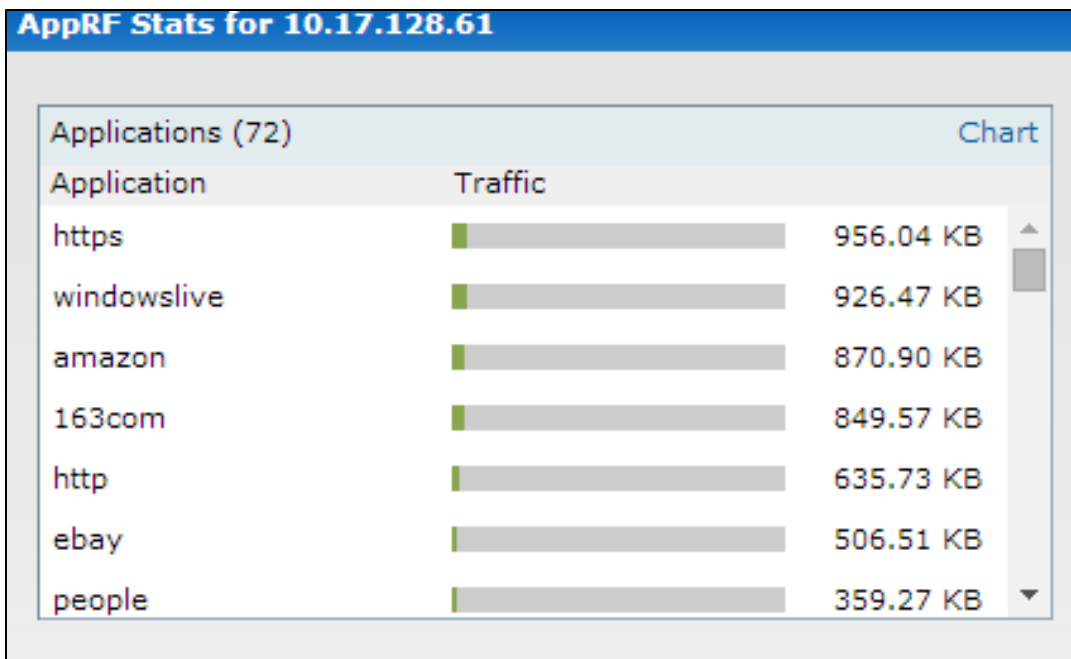 AppRF Stats for 10.17.128.61
Applications (72) Chart
Application Traffic
https 956.04 KB
windowslive 926.47 KB
amazon 870.90 KB
163com 849.57 KB
http 635.73 KB
ebay 506.51 KB
people 359.27 KB